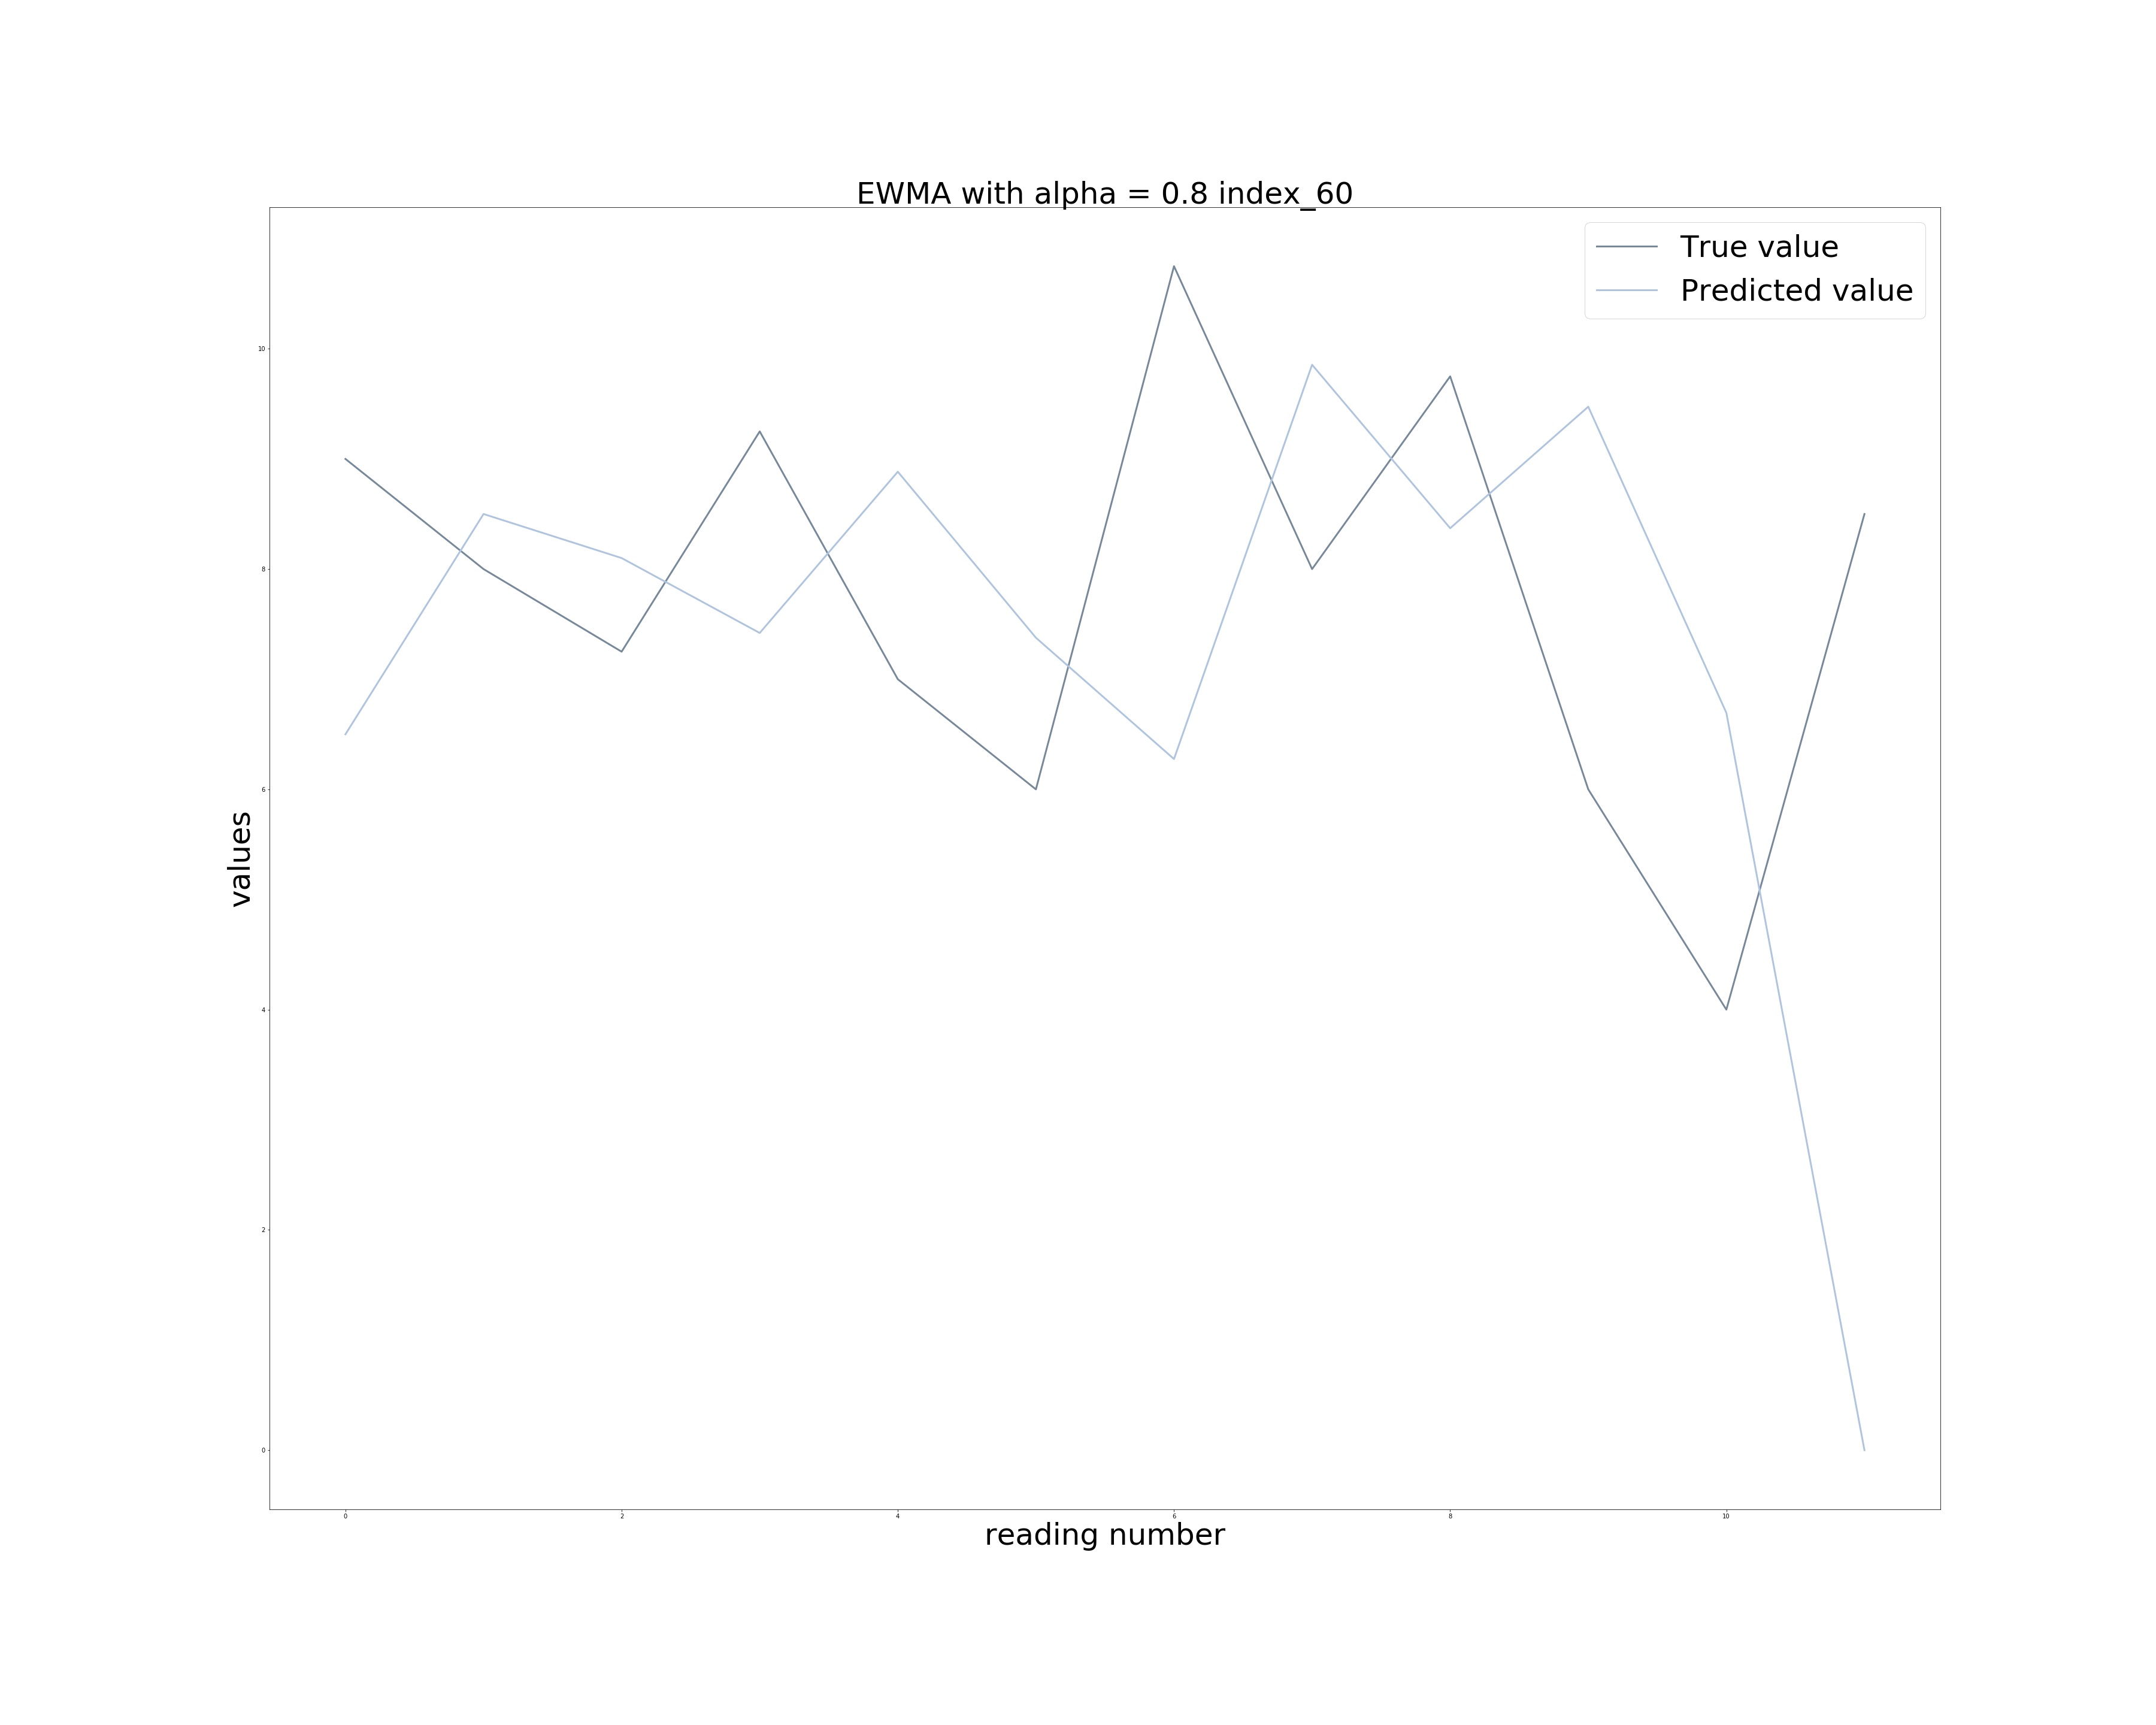 EWMA with alpha = 0.8 index_60
True value
Predicted value
10
8
6
4
2
0
values
0 2 4 6 8 10
reading number